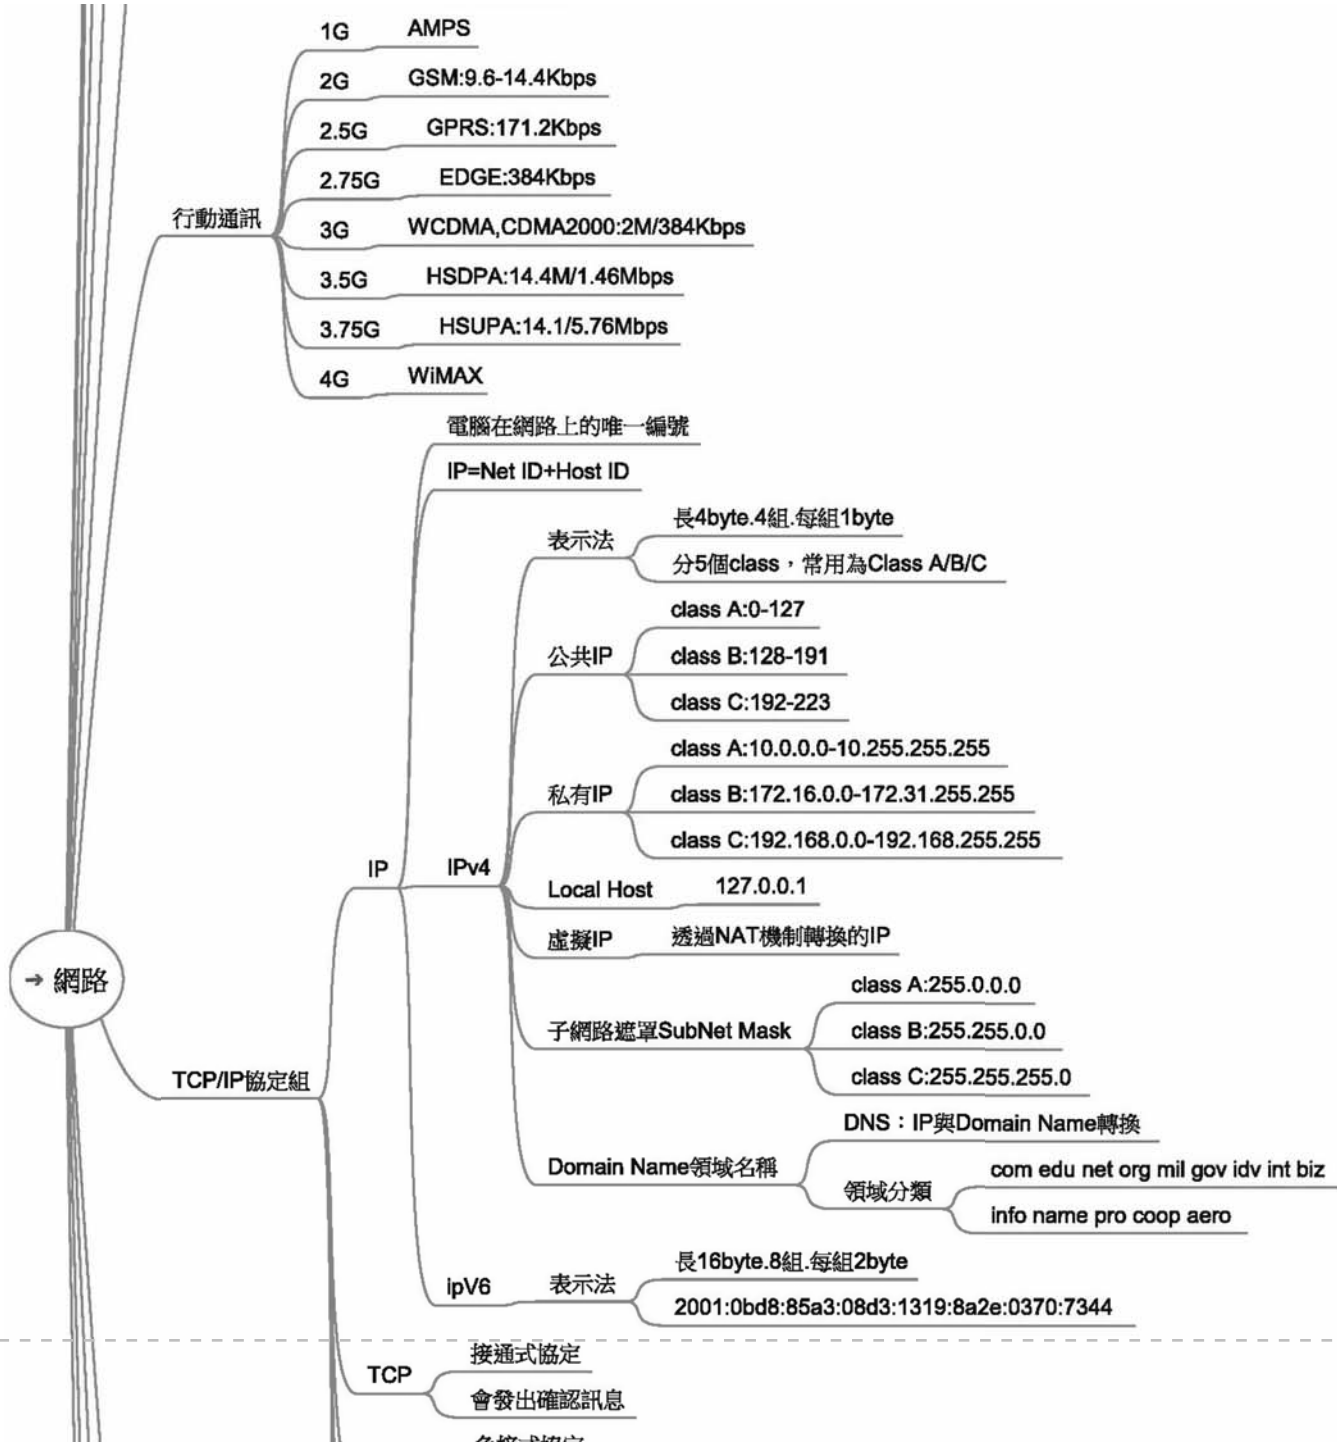 1G AMPS
2G GSM:9.6-14.4Kbps
2.5G GPRS:171.2Kbps
2.75G EDGE:384Kbps
行動通訊
3G WCDMA,CDMA2000:2M/384Kbps
3.5G HSDPA:14.4M/1.46Mbps
3.75G HSUPA:14.1/5.76Mbps
4G WiMAX
電腦在網路上的唯一編號
IP=Net ID+Host ID
表示法
長4byte.4組.每組1byte
分5個class，常用為Class A/B/C
公共IP
class A:0-127
class B:128-191
class C:192-223
私有IP
class A:10.0.0.0-10.255.255.255
class B:172.16.0.0-172.31.255.255
class C:192.168.0.0-192.168.255.255
IP
IPv4
Local Host 127.0.0.1
虛擬IP 透過NAT機制轉換的IP
→ 網路
子網路遮罩SubNet Mask
class A:255.0.0.0
class B:255.255.0.0
class C:255.255.255.0
TCP/IP協定組
Domain Name領域名稱
DNS：IP與Domain Name轉換
領域分類
com edu net org mil gov idv int biz
info name pro coop aero
ipV6 表示法
長16byte.8組.每組2byte
2001:0bd8:85a3:08d3:1319:8a2e:0370:7344
TCP
接通式協定
會發出確認訊息